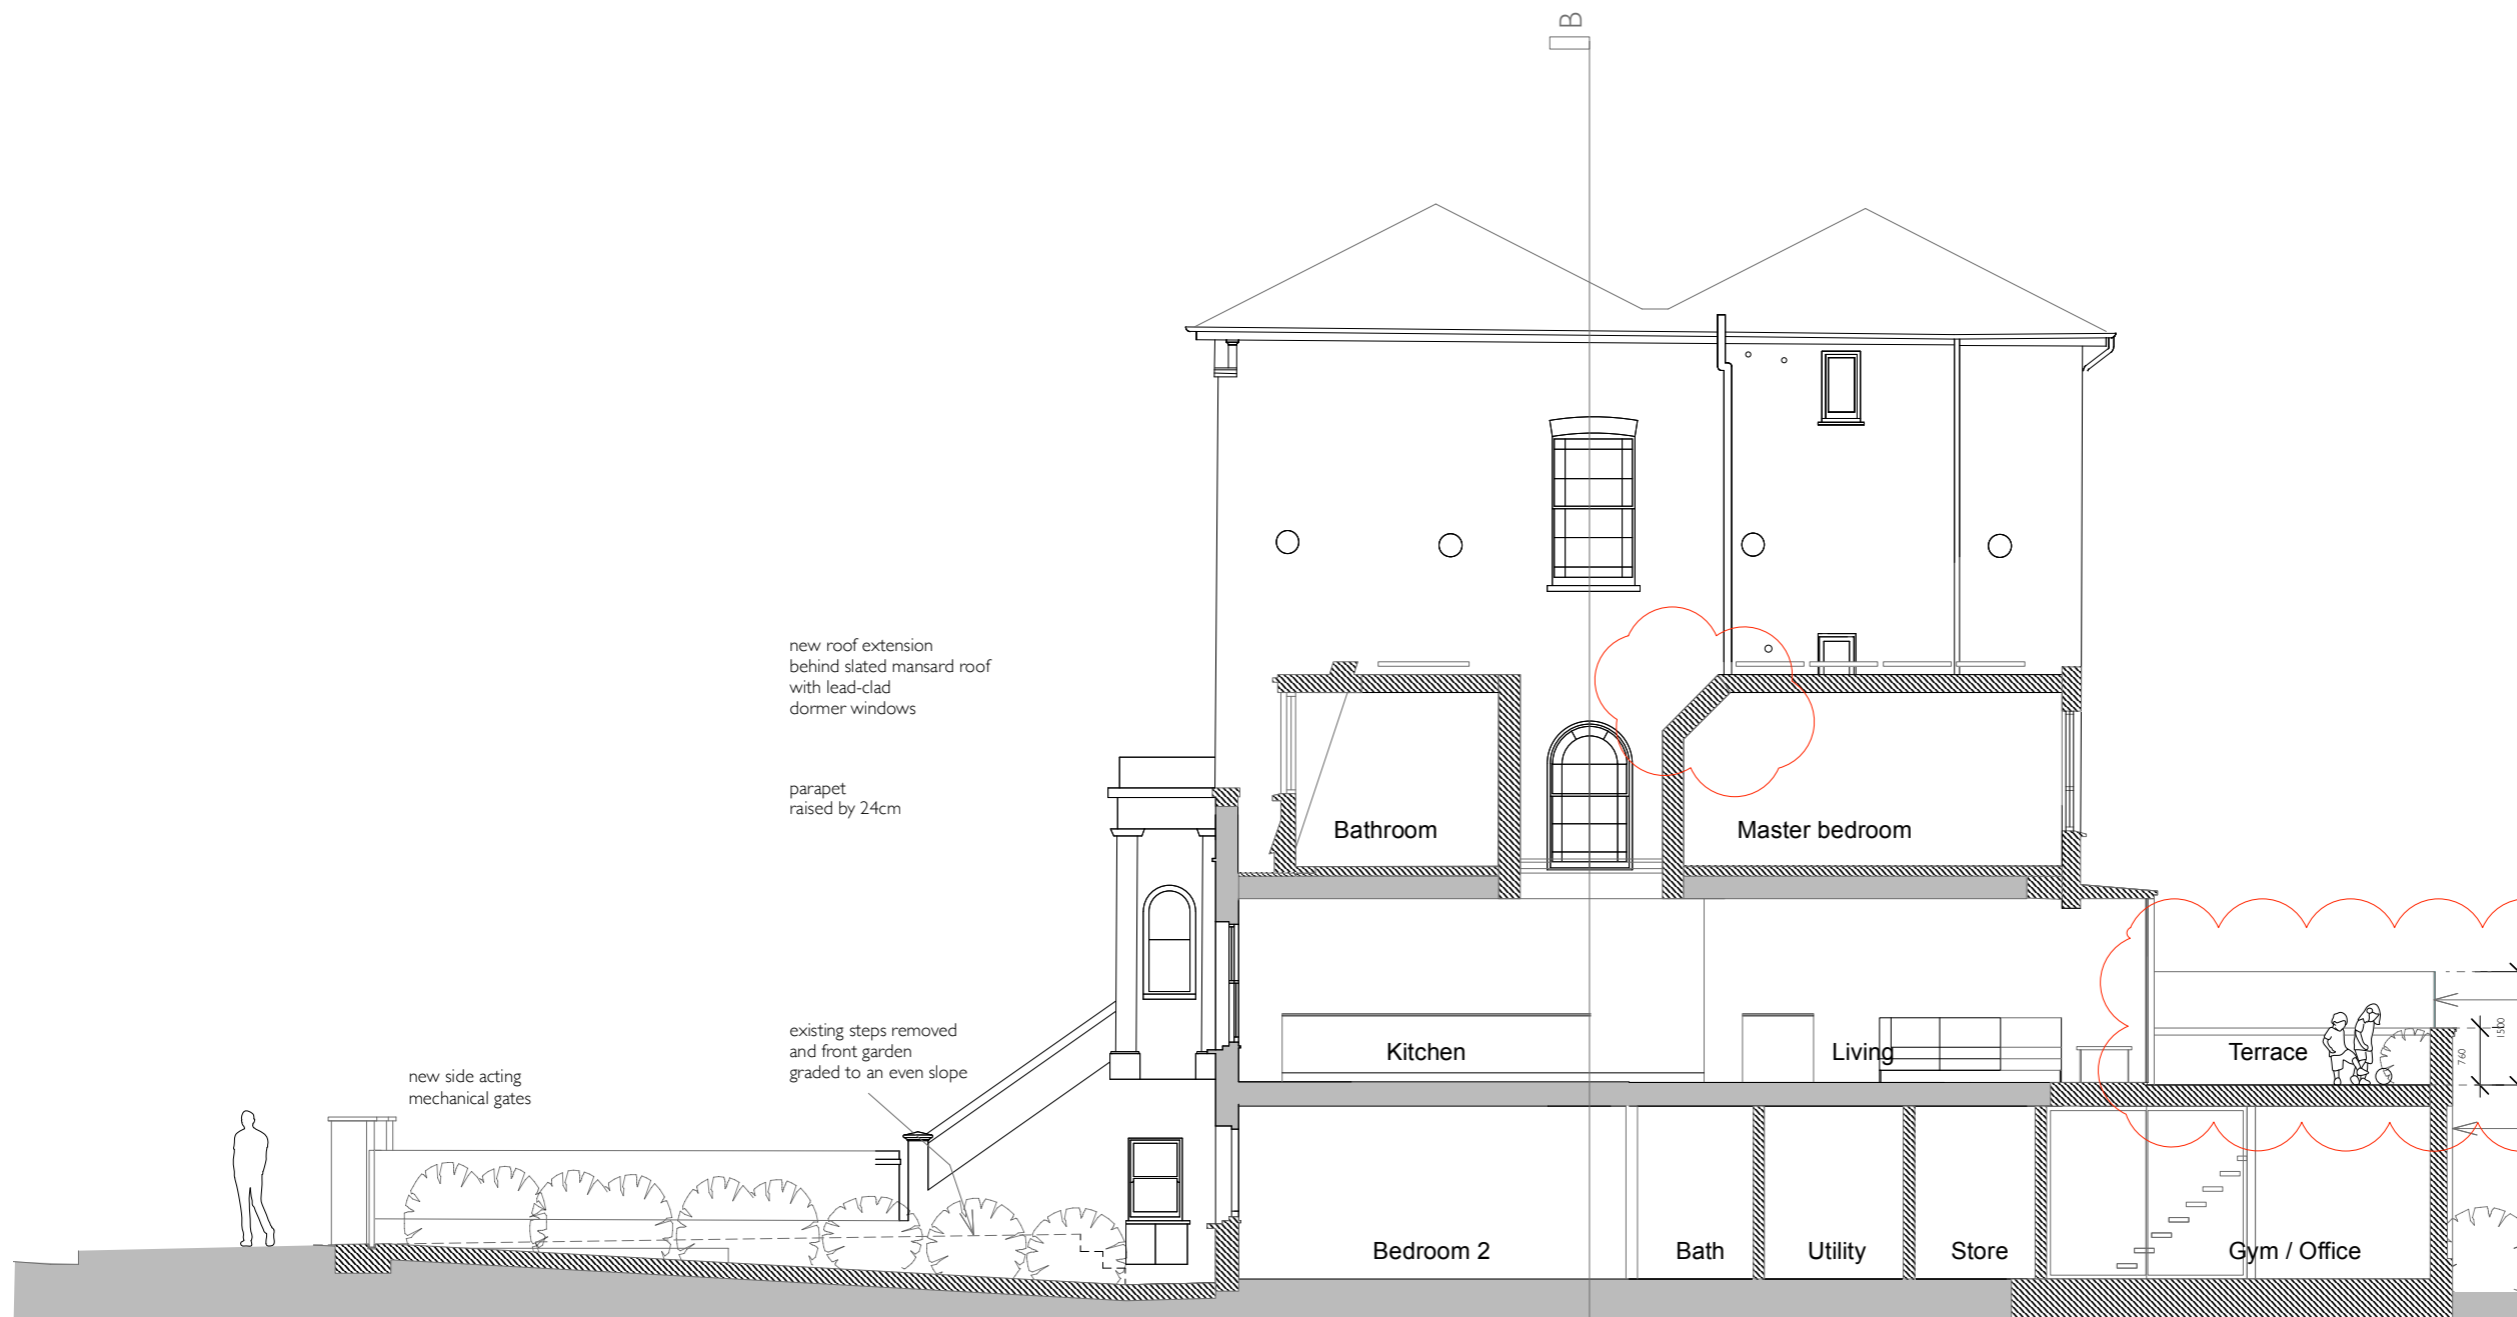 B
new roof extension
behind slated mansard roof
with lead-clad
dormer windows
parapet
raised by 24cm
Bathroom
Master bedroom
existing steps removed
and front garden
graded to an even slope
new side acting
mechanical gates
Kitchen
Living
Terrace
760
1500
Bedroom 2
Bath
Utility
Store
Gym / Office